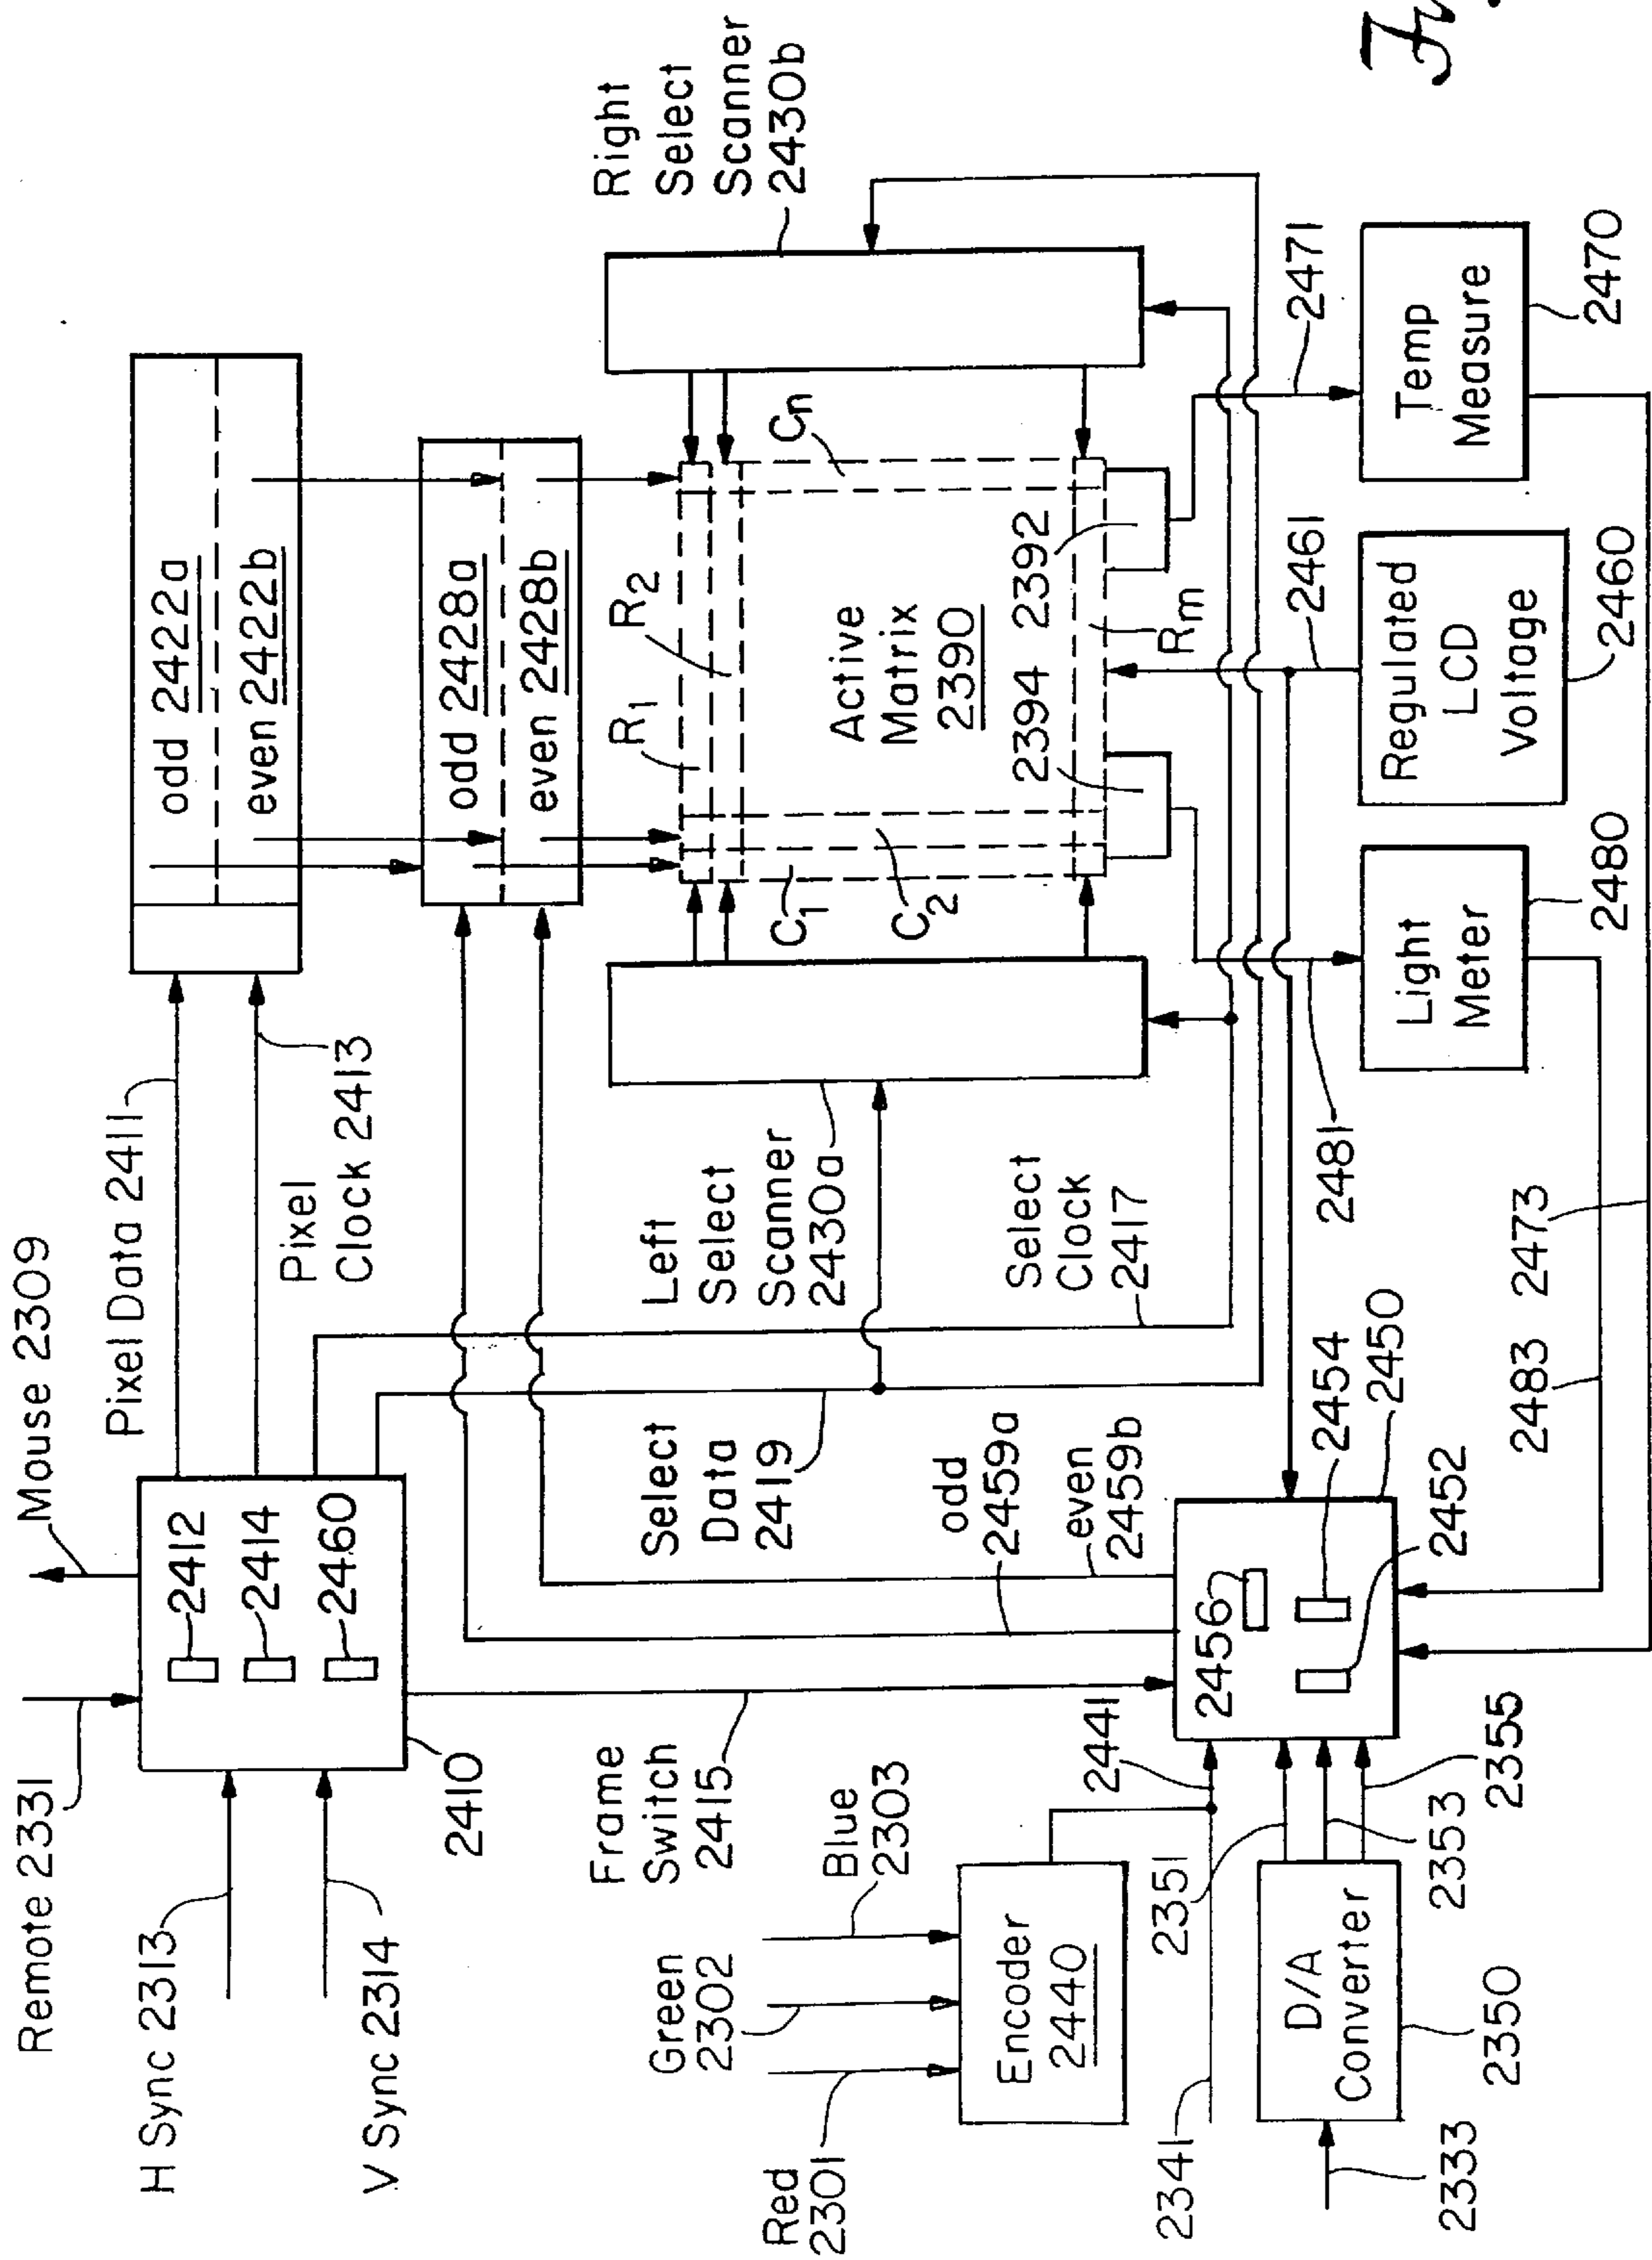 Remote 2331
Mouse 2309
H Sync 2313
V Sync 2314
2412
2414
2460
2410
Pixel Data 2411
Pixel
Clock 2413
odd 2422a
even 2422b
odd 2428a
even 2428b
Right
Select
Scanner
2430b
Left
Select
Scanner
2430a
Select
Clock
2417
Select
Data
2419
odd
2459a
even
2459b
Frame
Switch
2415
R1
R2
Cn
C1
C2
Active
Matrix
2390
2394
2392
Rm
Red
2301
Green
2302
Blue
2303
Encoder
2440
2441
2341
2351
2353
2355
D/A
Converter
2350
2333
2456
2454
2450
2452
2481
2461
2471
Light
Meter
2480
Regulated
LCD
Voltage
2460
Temp
Measure
2470
2483
2473